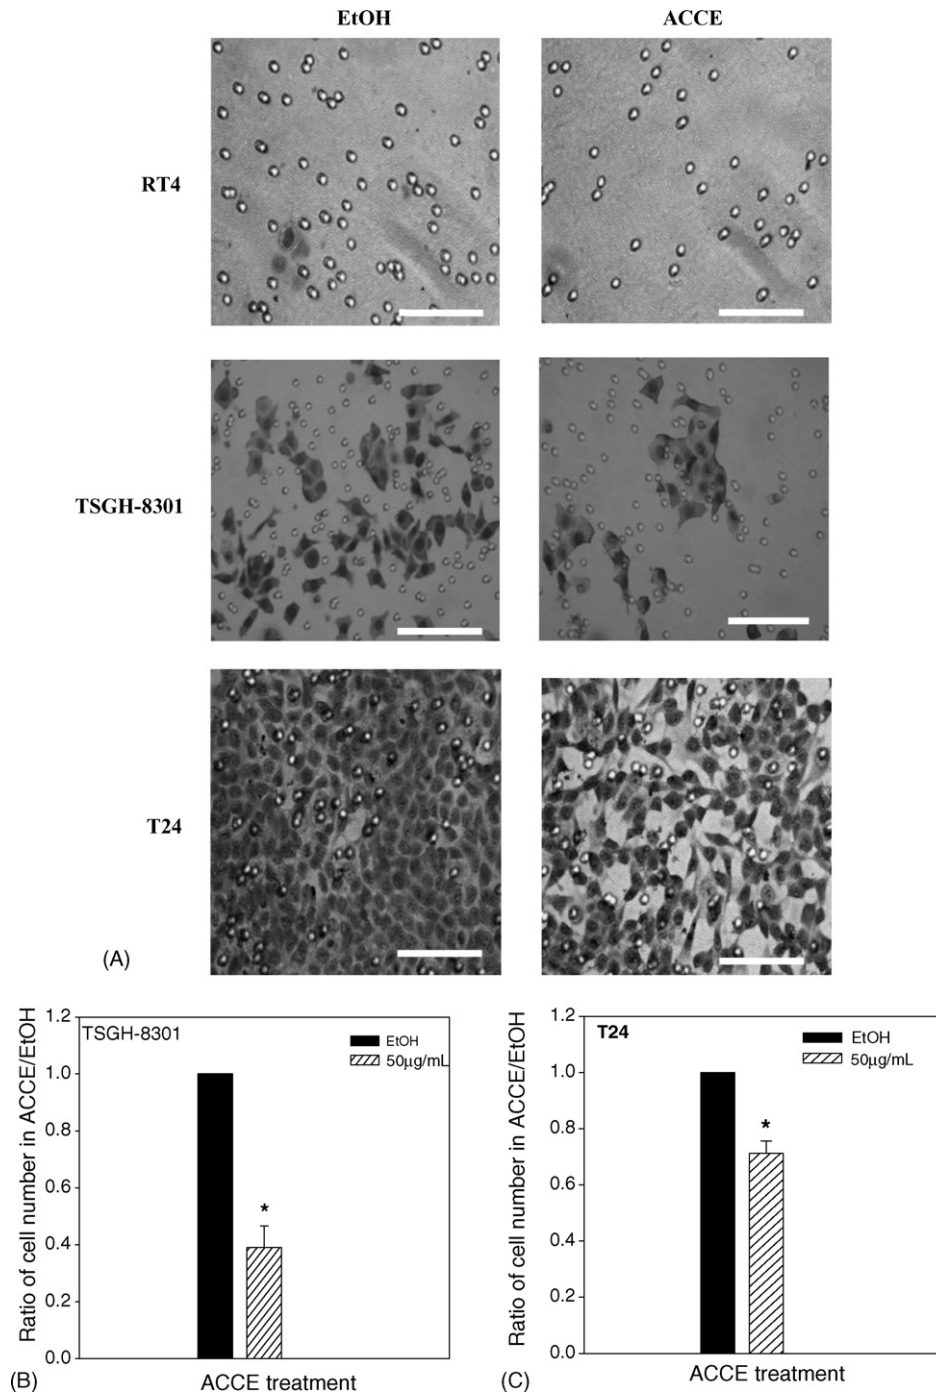 EtOH ACCE
RT4
TSGH-8301
T24
(A)
1.2
1.0
0.8
0.6
0.4
0.2
0.0
Ratio of cell number in ACCE/EtOH
TSGH-8301
EtOH
50μg/mL
*
ACCE treatment
(B)
1.2
1.0
0.8
0.6
0.4
0.2
0.0
Ratio of cell number in ACCE/EtOH
T24
EtOH
50μg/mL
*
ACCE treatment
(C)